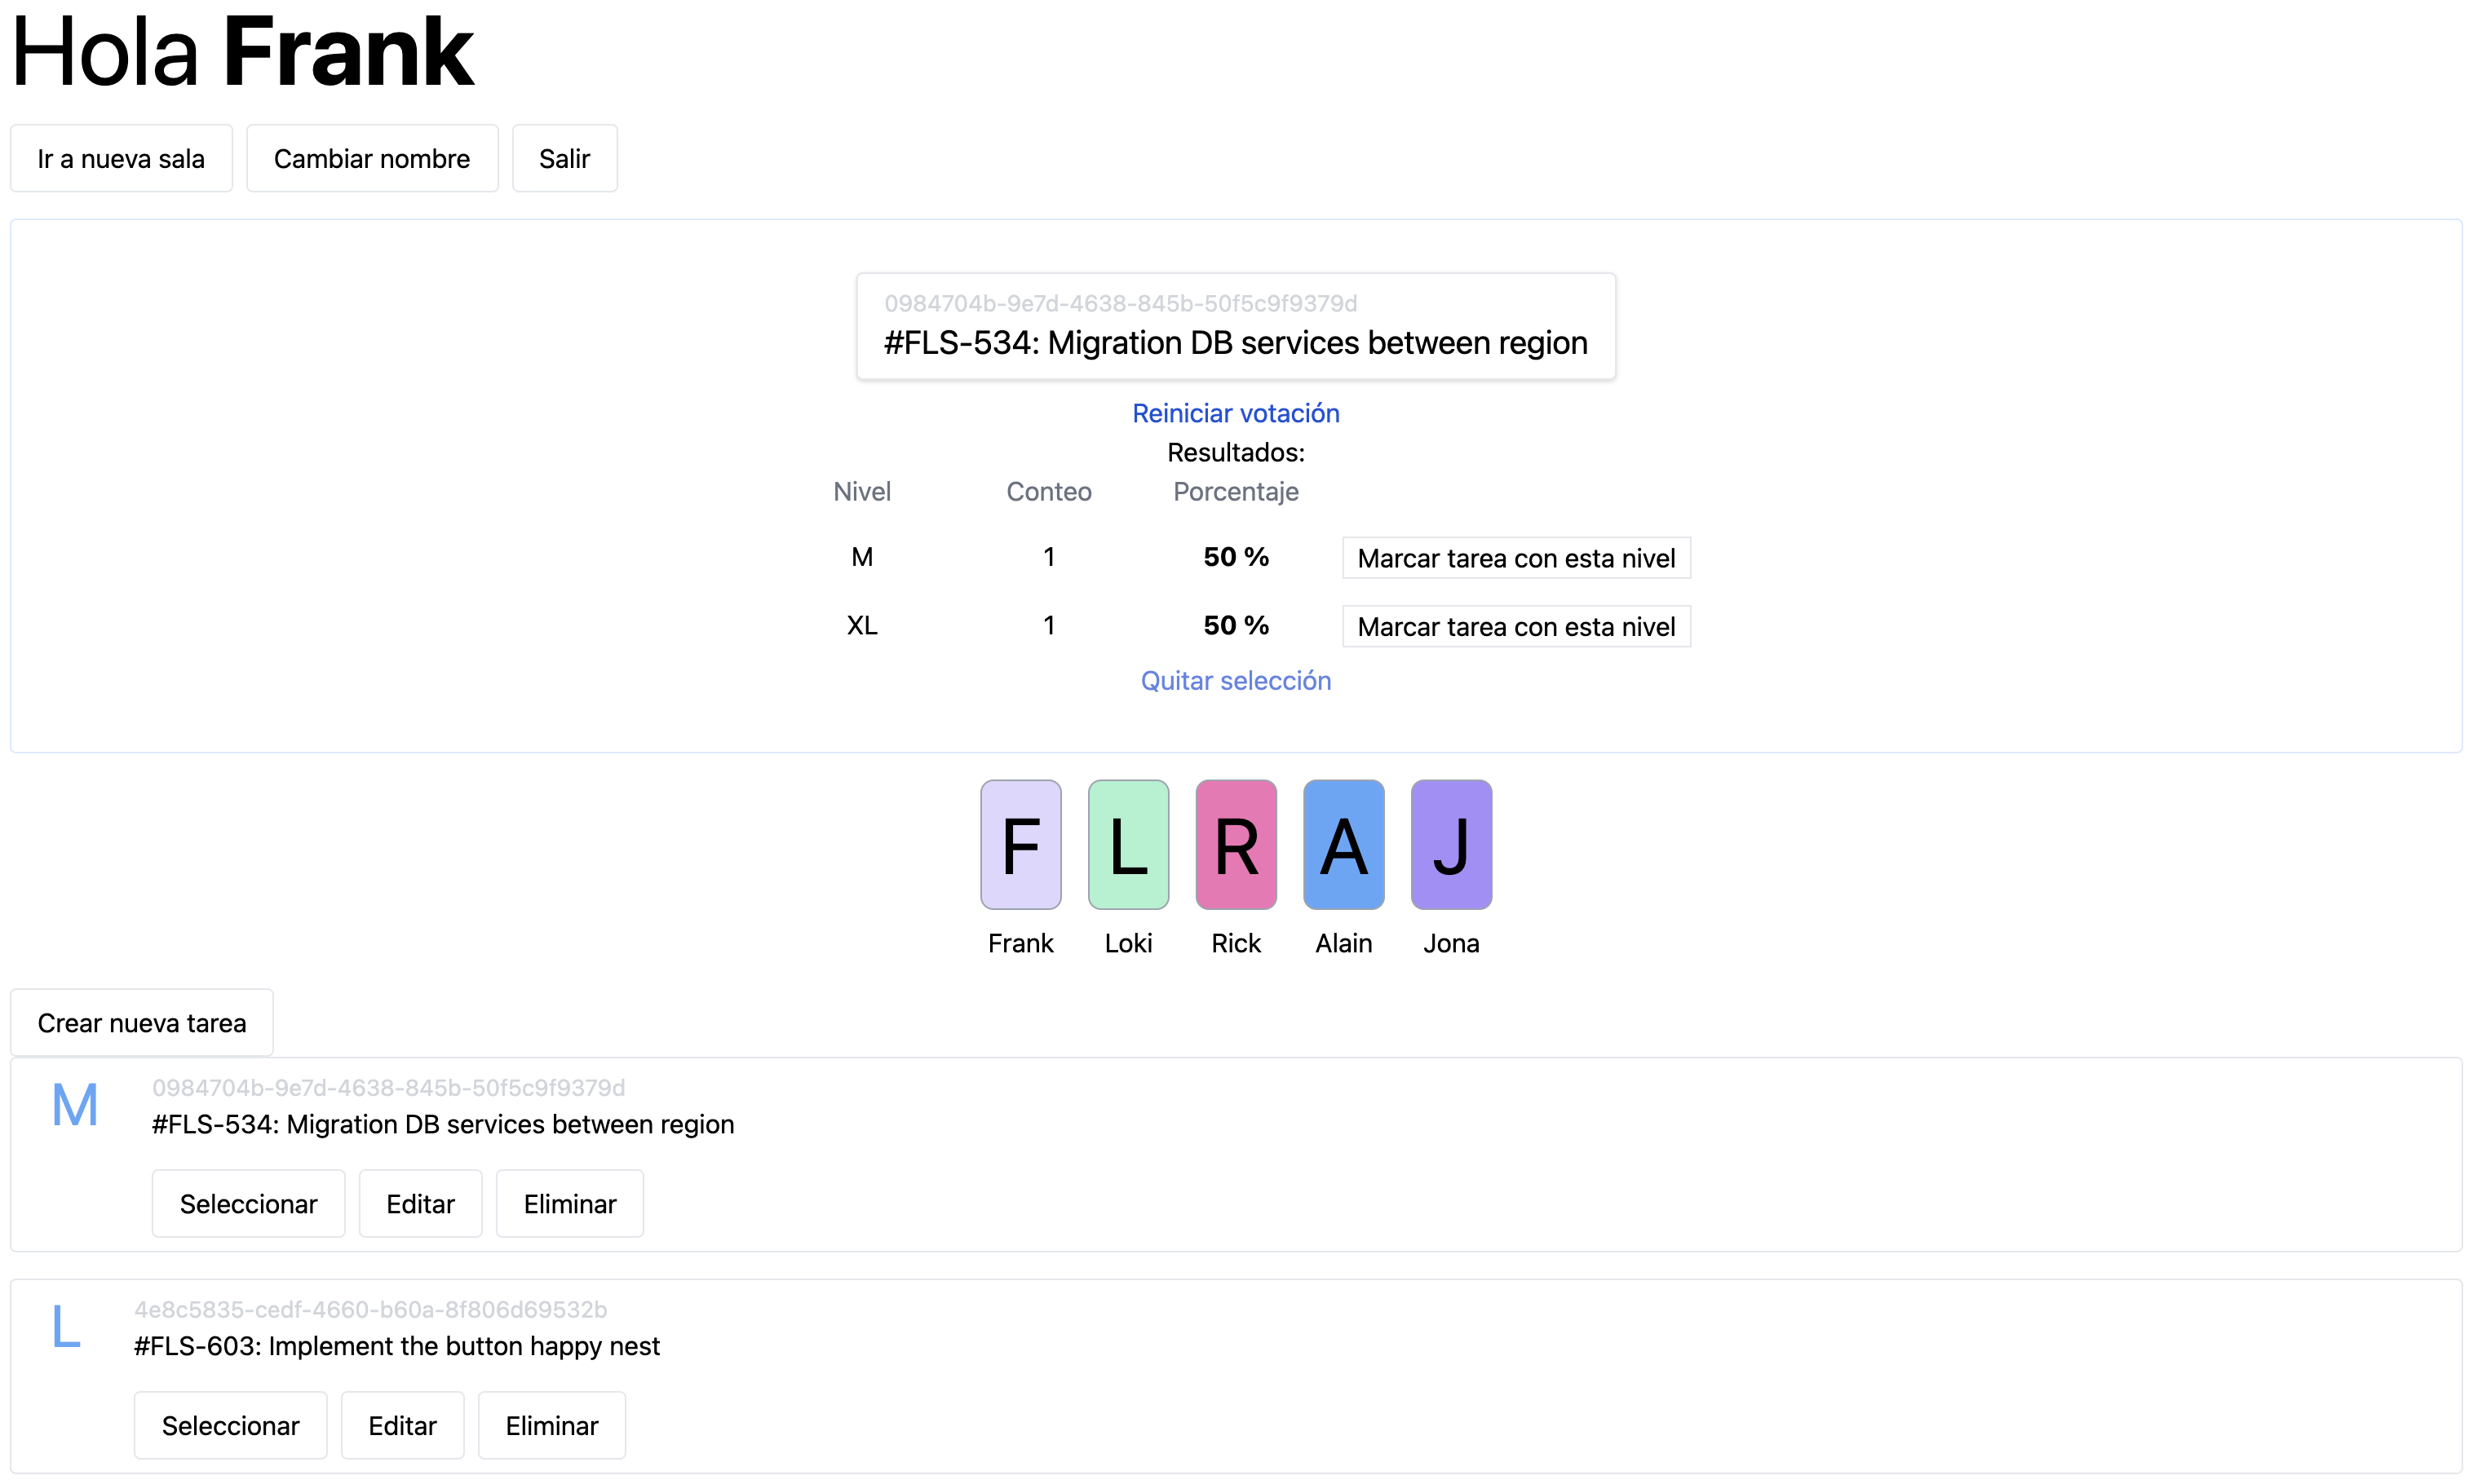 Hola Frank
Ir a nueva sala Cambiar nombre Salir
0984704b-9e7d-4638-845b-50f5c9f9379d
#FLS-534: Migration DB services between region
Reiniciar votación
Resultados:
Nivel Conteo Porcentaje
M 1 50 % Marcar tarea con esta nivel
XL 1 50 % Marcar tarea con esta nivel
Quitar selección
F L R A J
Frank Loki Rick Alain Jona
Crear nueva tarea
M 0984704b-9e7d-4638-845b-50f5c9f9379d
#FLS-534: Migration DB services between region
Seleccionar Editar Eliminar
L 4e8c5835-cedf-4660-b60a-8f806d69532b
#FLS-603: Implement the button happy nest
Seleccionar Editar Eliminar